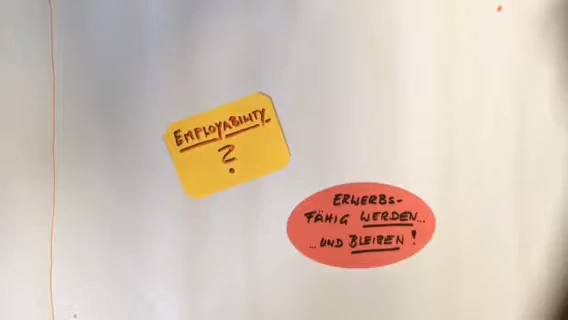 EMPLOYABILITY
?
ERWERBS-
FÄHIG WERDEN...
...UND BLEIBEN!